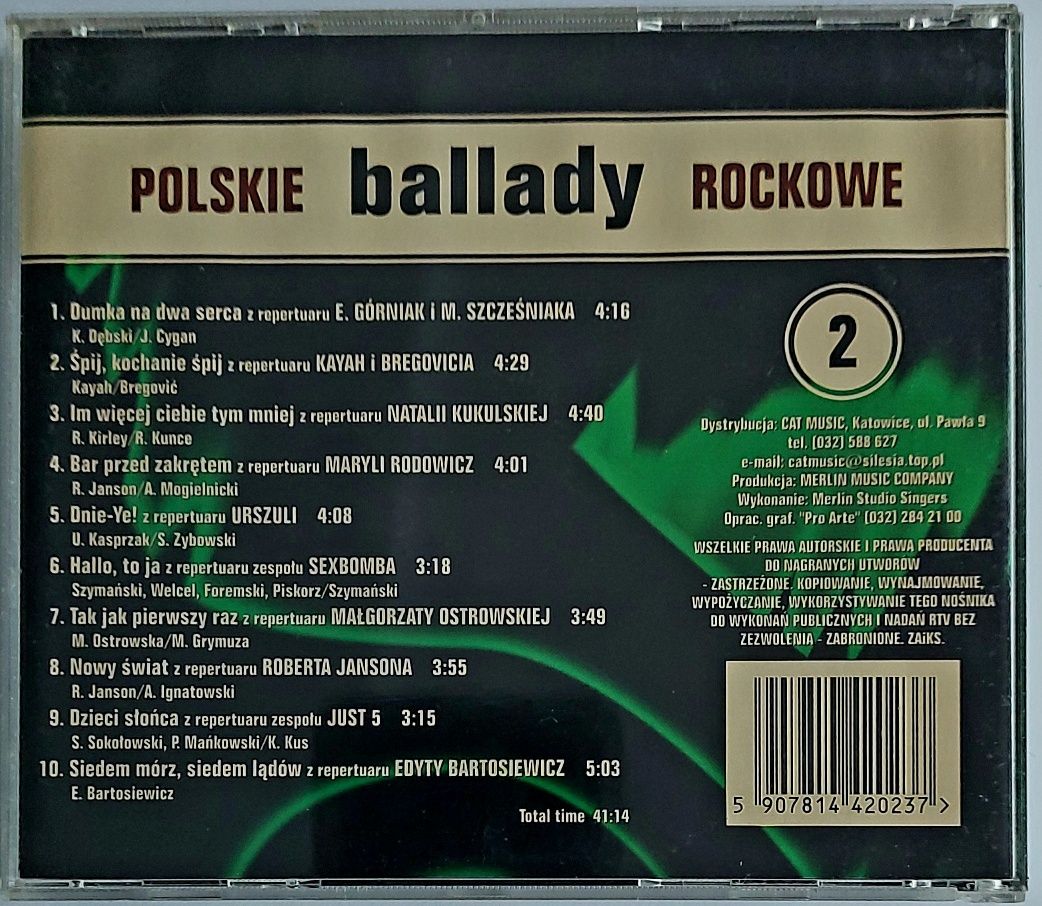 POLSKIE ballady ROCKOWE
1. Dumka na dwa serca z repertuaru E. GÓRNIAK i M. SZCZEŚNIAKA 4:16
K. Dębski/J. Cygan
2. Śpij, kochanie śpij z repertuaru KAYAH i BREGOVICIA 4:29
Kayah/Bregović
3. Im więcej ciebie tym mniej z repertuaru NATALII KUKULSKIEJ 4:40
R. Kirley/R. Kunce
4. Bar przed zakrętem z repertuaru MARYLI RODOWICZ 4:01
R. Janson/A. Mogielnicki
5. Dnie-Ye! z repertuaru URSZULI 4:08
U. Kasprzak/S. Zybowski
6. Hallo, to ja z repertuaru zespołu SEXBOMBA 3:18
Szymański, Welcel, Foremski, Piskorz/Szymański
7. Tak jak pierwszy raz z repertuaru MAŁGORZATY OSTROWSKIEJ 3:49
M. Ostrowska/M. Grymuza
8. Nowy świat z repertuaru ROBERTA JANSONA 3:55
R. Janson/A. Ignatowski
9. Dzieci słońca z repertuaru zespołu JUST 5 3:15
S. Sokołowski, P. Mańkowski/K. Kus
10. Siedem mórz, siedem lądów z repertuaru EDYTY BARTOSIEWICZ 5:03
E. Bartosiewicz
Total time 41:14
2
Dystrybucja: CAT MUSIC, Katowice, ul. Pawła 9
tel. (032) 588 627
e-mail: catmusic@silesia.top.pl
Produkcja: MERLIN MUSIC COMPANY
Wykonanie: Merlin Studio Singers
Oprac. graf. "Pro Arte" (032) 284 21 00
WSZELKIE PRAWA AUTORSKIE I PRAWA PRODUCENTA
DO NAGRANYCH UTWORÓW
- ZASTRZEŻONE. KOPIOWANIE, WYNAJMOWANIE,
WYPOŻYCZANIE, WYKORZYSTYWANIE TEGO NOŚNIKA
DO WYKONAŃ PUBLICZNYCH I NADAŃ RTV BEZ
ZEZWOLENIA - ZABRONIONE. ZAiKS.
5 907814 420237 >